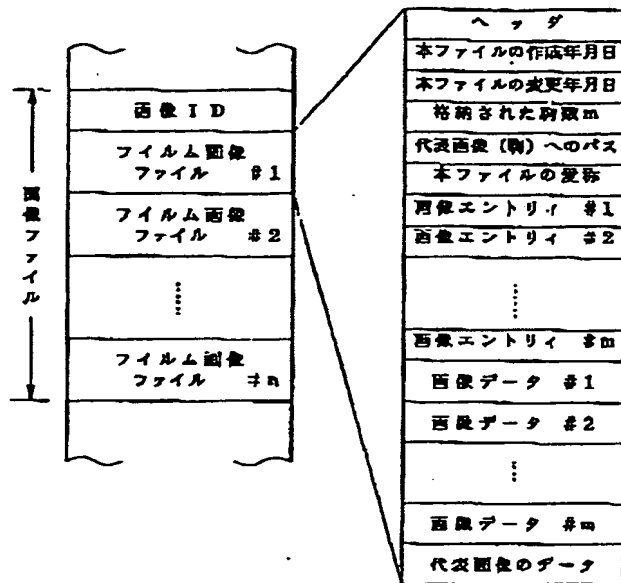 画像ファイル
画像ID
フイルム画像
ファイル #1
フイルム画像
ファイル #2
フイルム画像
ファイル #n
ヘッダ
本ファイルの作成年月日
本ファイルの変更年月日
格納された駒数m
代表画像(駒)へのパス
本ファイルの愛称
画像エントリィ #1
画像エントリィ #2
画像エントリィ #m
画像データ #1
画像データ #2
画像データ #m
代表画像のデータ